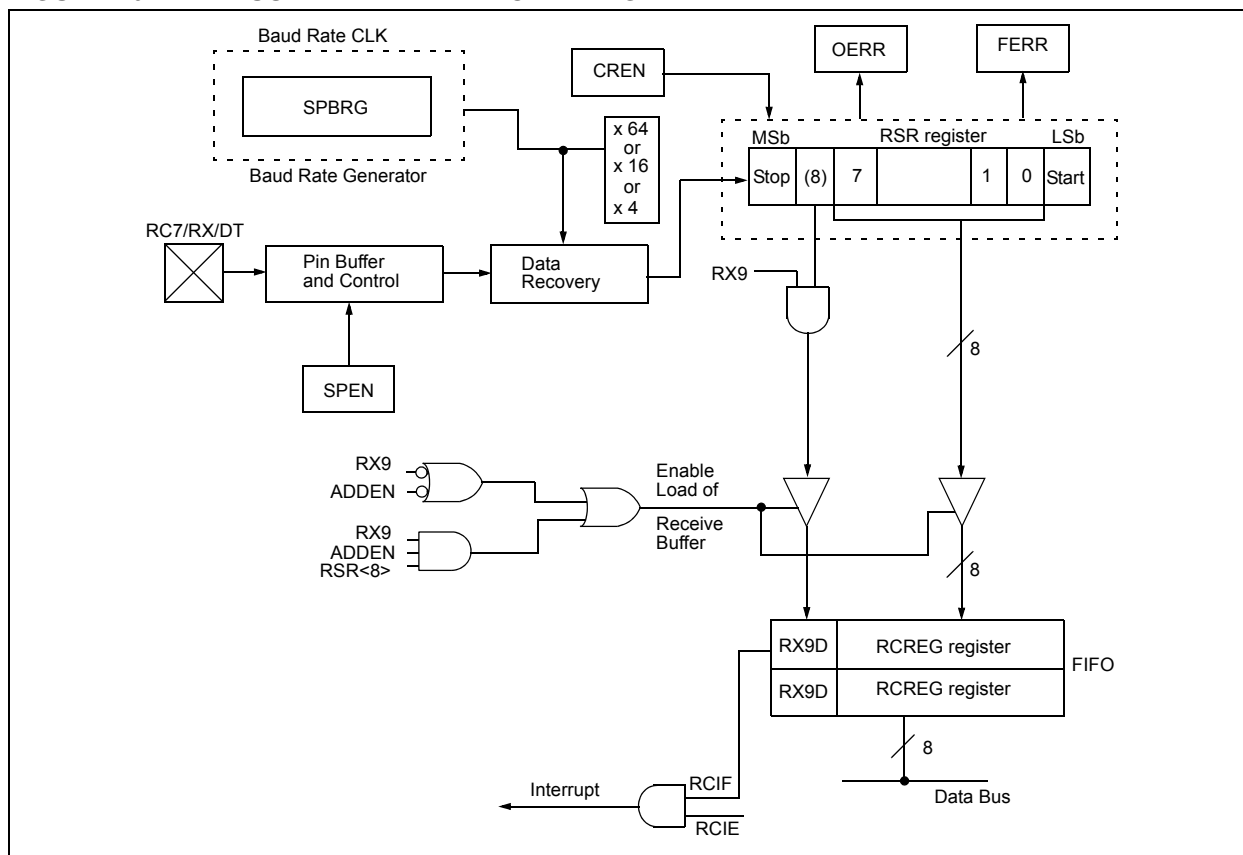 Baud Rate CLK
SPBRG
Baud Rate Generator
CREN
OERR
FERR
x 64
or
x 16
or
x 4
MSb
RSR register
LSb
Stop
(8)
7
1
0
Start
RC7/RX/DT
Pin Buffer
and Control
Data
Recovery
RX9
8
SPEN
RX9
ADDEN
RX9
ADDEN
RSR<8>
Enable
Load of
Receive
Buffer
8
RX9D
RCREG register
RX9D
RCREG register
FIFO
8
Data Bus
Interrupt
RCIF
RCIE